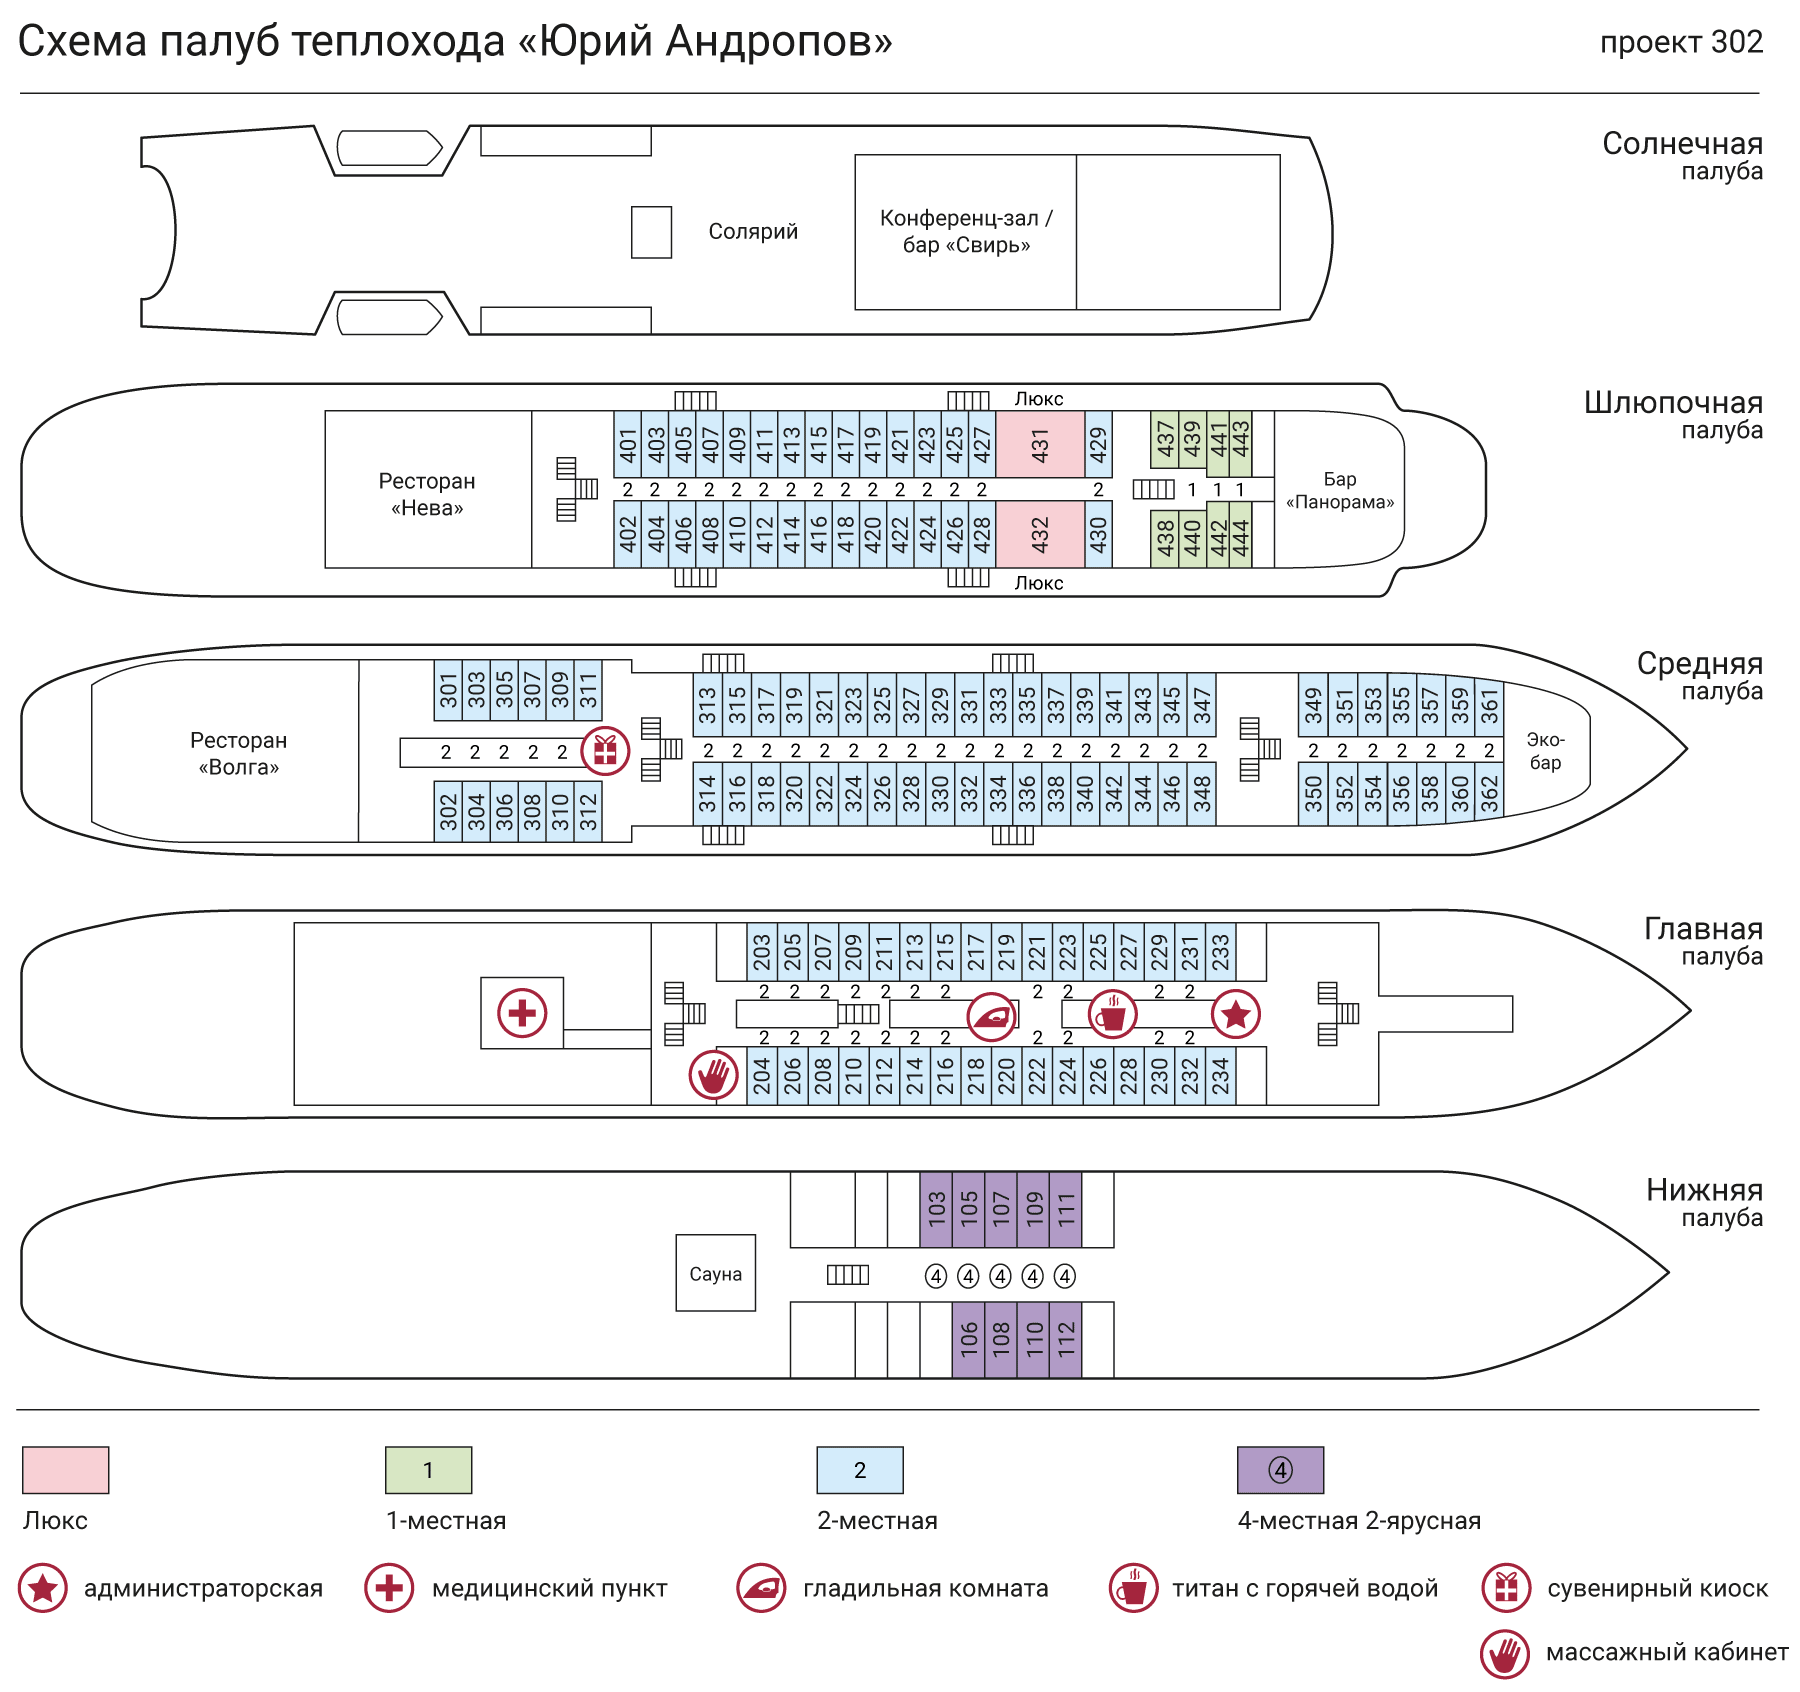 Схема палуб теплохода «Юрий Андропов»
проект 302
Солнечная
палуба
Солярий
Конференц-зал /
бар «Свирь»
Шлюпочная
палуба
Люкс
401 403 405 407 409 411 413 415 417 419 421 423 425 427 431 429 437 439 441 443
Ресторан
«Нева»
2 2 2 2 2 2 2 2 2 2 2 2 2 2 2 1 1 1
Бар
«Панорама»
402 404 406 408 410 412 414 416 418 420 422 424 426 428 432 430 438 440 442 444
Люкс
Средняя
палуба
301 303 305 307 309 311 313 315 317 319 321 323 325 327 329 331 333 335 337 339 341 343 345 347 349 351 353 355 357 359 361
Ресторан
«Волга»
2 2 2 2 2 2 2 2 2 2 2 2 2 2 2 2 2 2 2 2 2 2 2 2 2 2 2 2 2 2
Эко-
бар
302 304 306 308 310 312 314 316 318 320 322 324 326 328 330 332 334 336 338 340 342 344 346 348 350 352 354 356 358 360 362
Главная
палуба
203 205 207 209 211 213 215 217 219 221 223 225 227 229 231 233
2 2 2 2 2 2 2 2 2 2 2
2 2 2 2 2 2 2 2 2 2 2
204 206 208 210 212 214 216 218 220 222 224 226 228 230 232 234
Нижняя
палуба
103 105 107 109 111
Сауна
4 4 4 4 4
106 108 110 112
1 2 4
Люкс
1-местная
2-местная
4-местная 2-ярусная
администраторская
медицинский пункт
гладильная комната
титан с горячей водой
сувенирный киоск
массажный кабинет